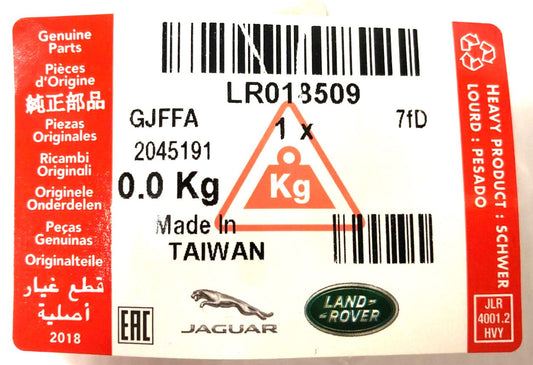 Genuine
Parts
Pièces
d'Origine
純正部品
Piezas
Originales
Ricambi
Originali
Originele
Onderdelen
Peças
Genuinas
Originalteile
قطع غيار
أصلية
2018
LR018509
GJFFA
1 x
7fD
2045191
0.0 Kg
Kg
Made In
TAIWAN
EAC
JAGUAR
LAND-
-ROVER
HEAVY PRODUCT : SCHWER
LOURD : PESADO
JLR
4001.2
HVY